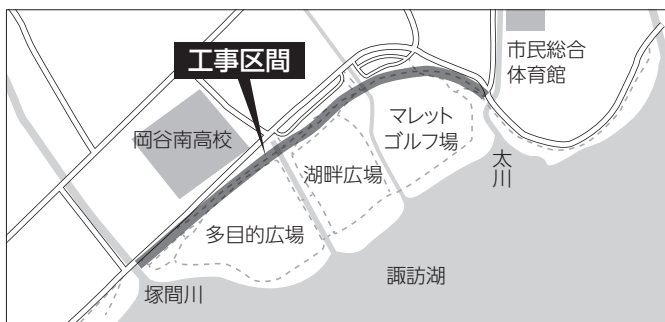 市民総合
体育館
工事区間
岡谷南高校
マレット
ゴルフ場
太川
湖畔広場
多目的広場
諏訪湖
塚間川